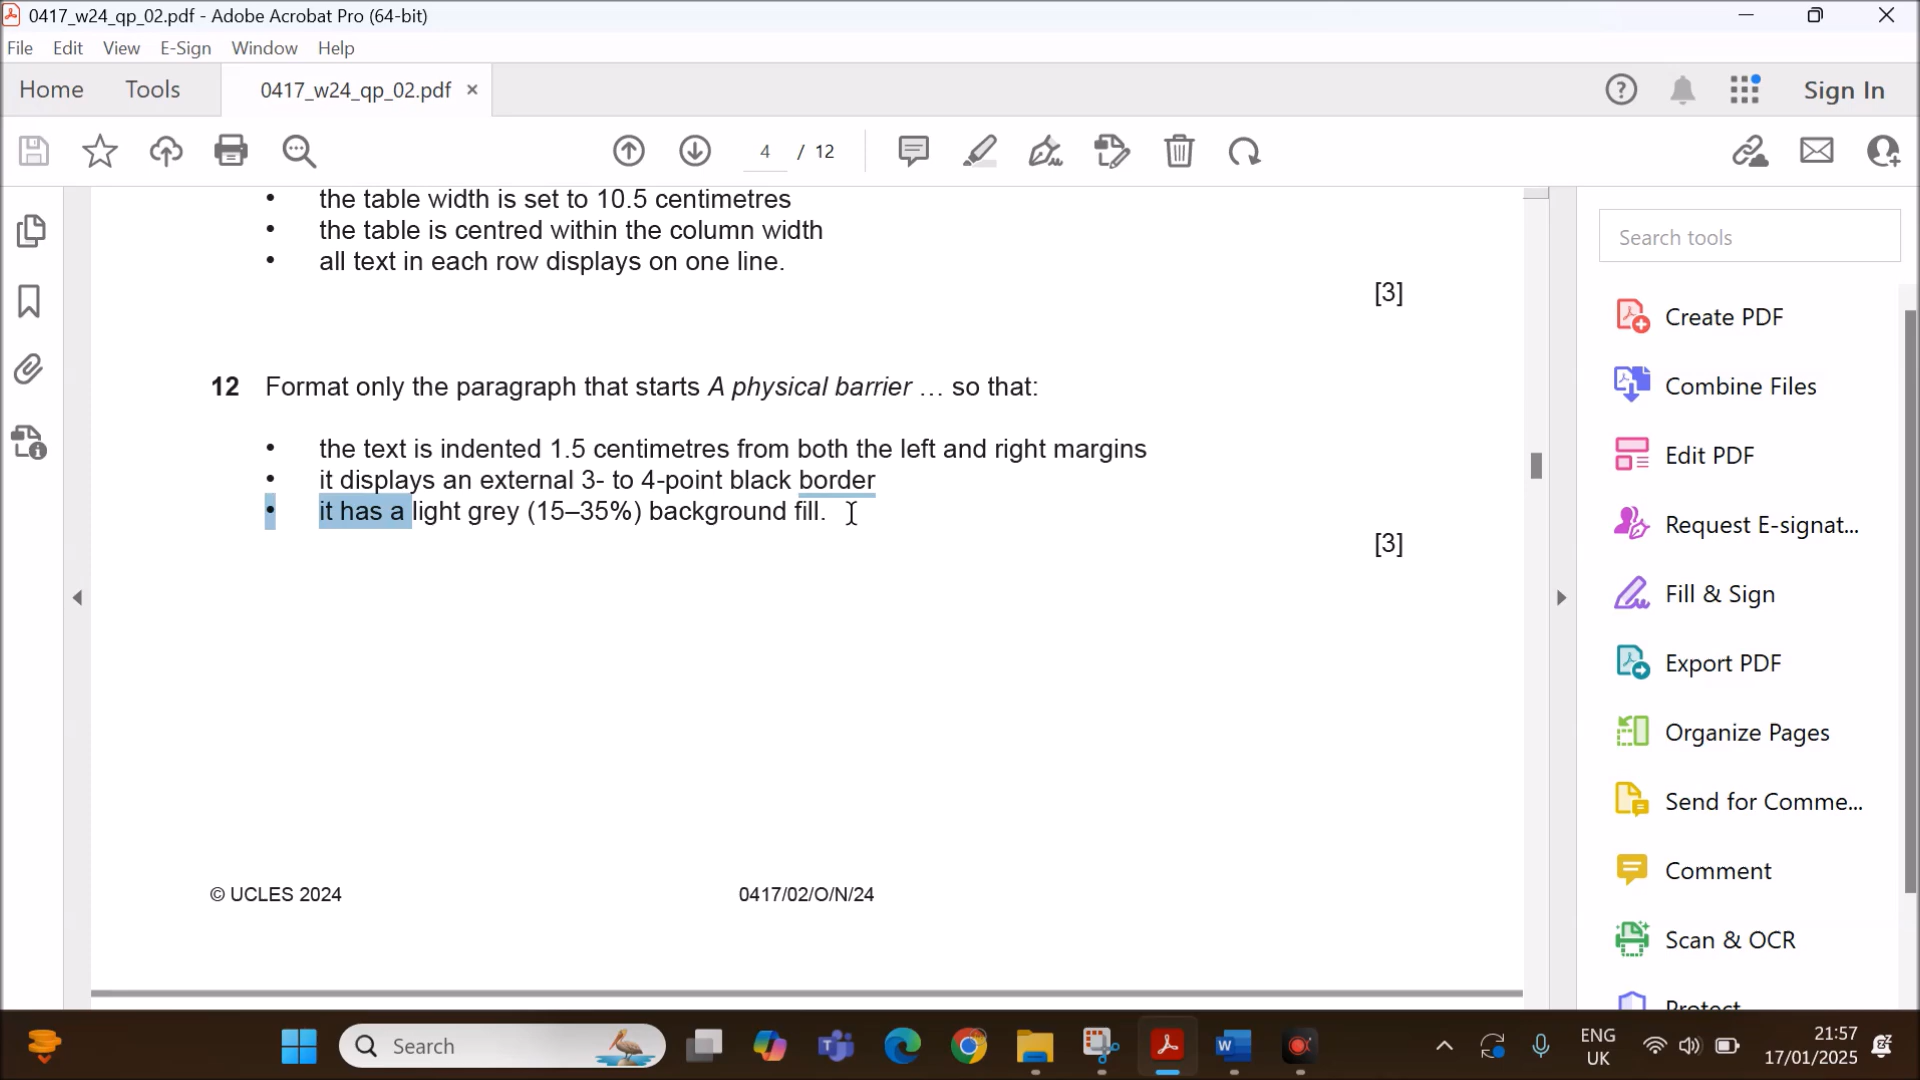 0417_w24_qp_02.pdf - Adobe Acrobat Pro (64-bit)
File Edit View E-Sign Window Help
Home Tools 0417_w24_qp_02.pdf × Sign In
4 / 12
• the table width is set to 10.5 centimetres
• the table is centred within the column width
• all text in each row displays on one line.
[3]
12 Format only the paragraph that starts A physical barrier … so that:
• the text is indented 1.5 centimetres from both the left and right margins
• it displays an external 3- to 4-point black border
• it has a light grey (15–35%) background fill.
[3]
© UCLES 2024 0417/02/O/N/24
Search tools
Create PDF
Combine Files
Edit PDF
Request E-signat...
Fill & Sign
Export PDF
Organize Pages
Send for Comme...
Comment
Scan & OCR
Protect
Search
ENG
UK
21:57
17/01/2025